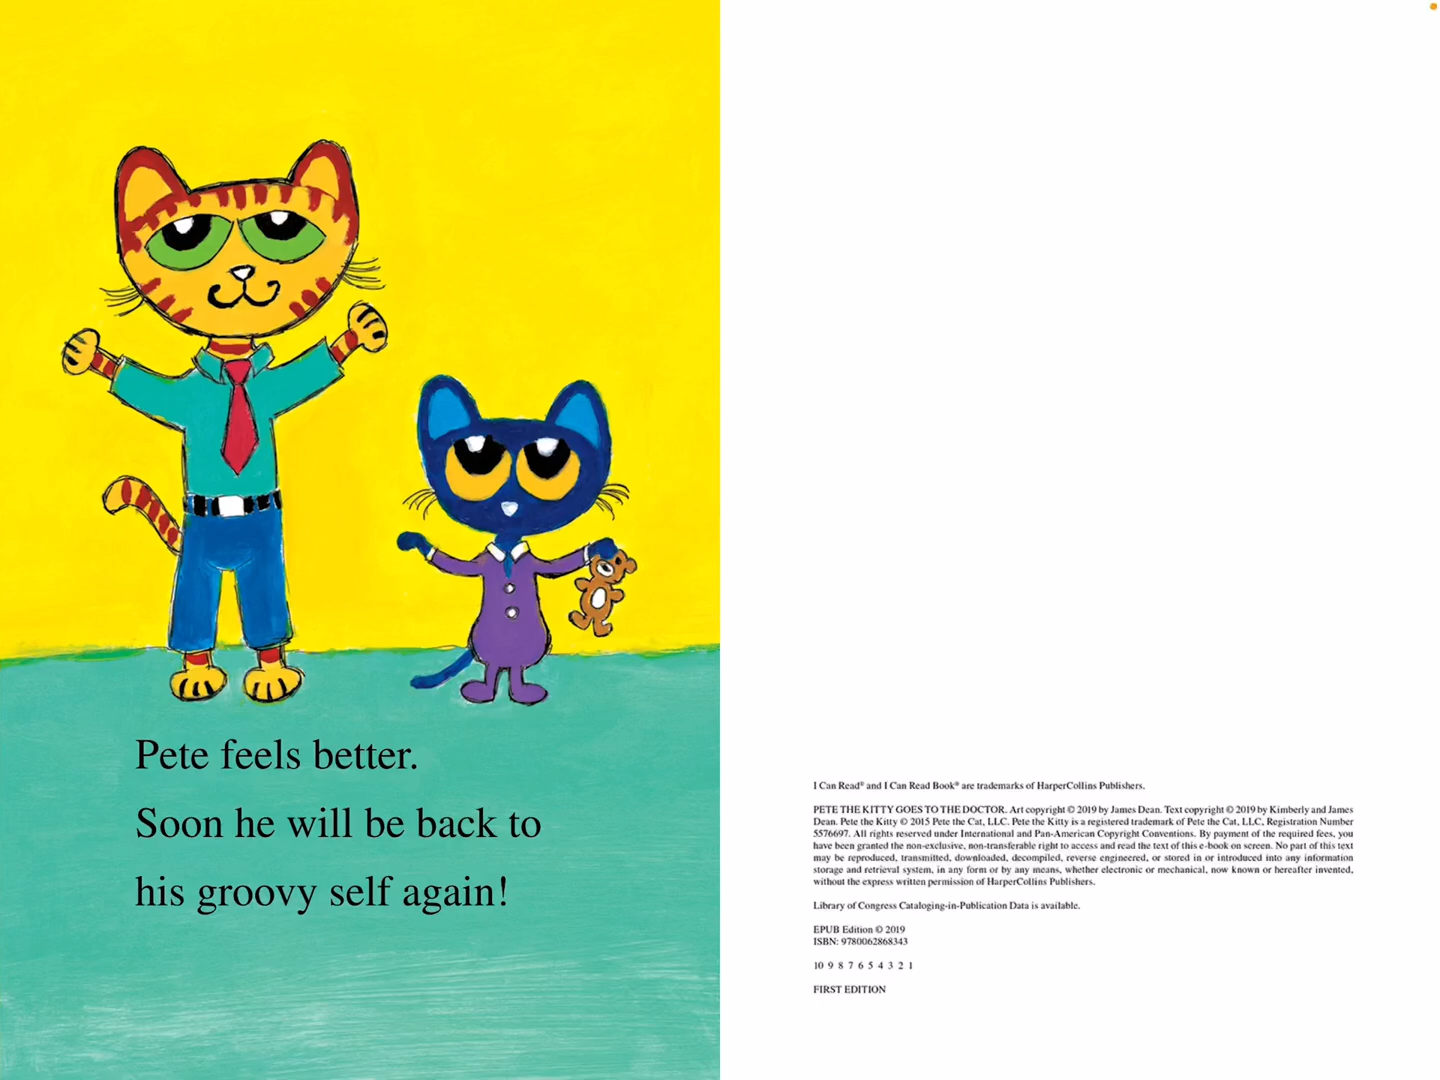 Pete feels better.
Soon he will be back to
his groovy self again!
I Can Read® and I Can Read Book® are trademarks of HarperCollins Publishers.
PETE THE KITTY GOES TO THE DOCTOR. Art copyright © 2019 by James Dean. Text copyright © 2019 by Kimberly and James
Dean. Pete the Kitty © 2015 Pete the Cat, LLC. Pete the Kitty is a registered trademark of Pete the Cat, LLC, Registration Number
5576697. All rights reserved under International and Pan-American Copyright Conventions. By payment of the required fees, you
have been granted the non-exclusive, non-transferable right to access and read the text of this e-book on screen. No part of this text
may be reproduced, transmitted, downloaded, decompiled, reverse engineered, or stored in or introduced into any information
storage and retrieval system, in any form or by any means, whether electronic or mechanical, now known or hereafter invented,
without the express written permission of HarperCollins Publishers.
Library of Congress Cataloging-in-Publication Data is available.
EPUB Edition © 2019
ISBN: 9780062868343
10 9 8 7 6 5 4 3 2 1
FIRST EDITION